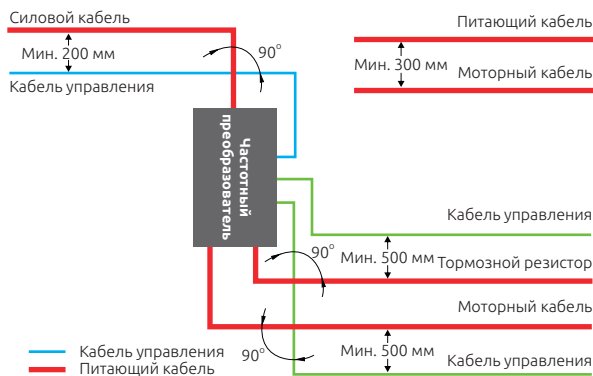 Силовой кабель
Мин. 200 мм
90°
Кабель управления
Питающий кабель
Мин. 300 мм
Моторный кабель
Частотный
преобразователь
Кабель управления
90°
Мин. 500 мм
Тормозной резистор
Моторный кабель
90°
Мин. 500 мм
Кабель управления
Кабель управления
Питающий кабель